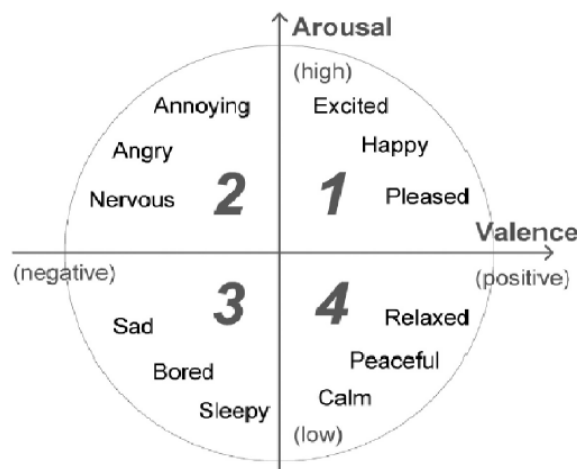 Arousal
(high)
Annoying
Excited
Angry
Happy
Nervous
2
1
Pleased
Valence
(negative)
(positive)
3
4
Sad
Relaxed
Bored
Peaceful
Sleepy
Calm
(low)